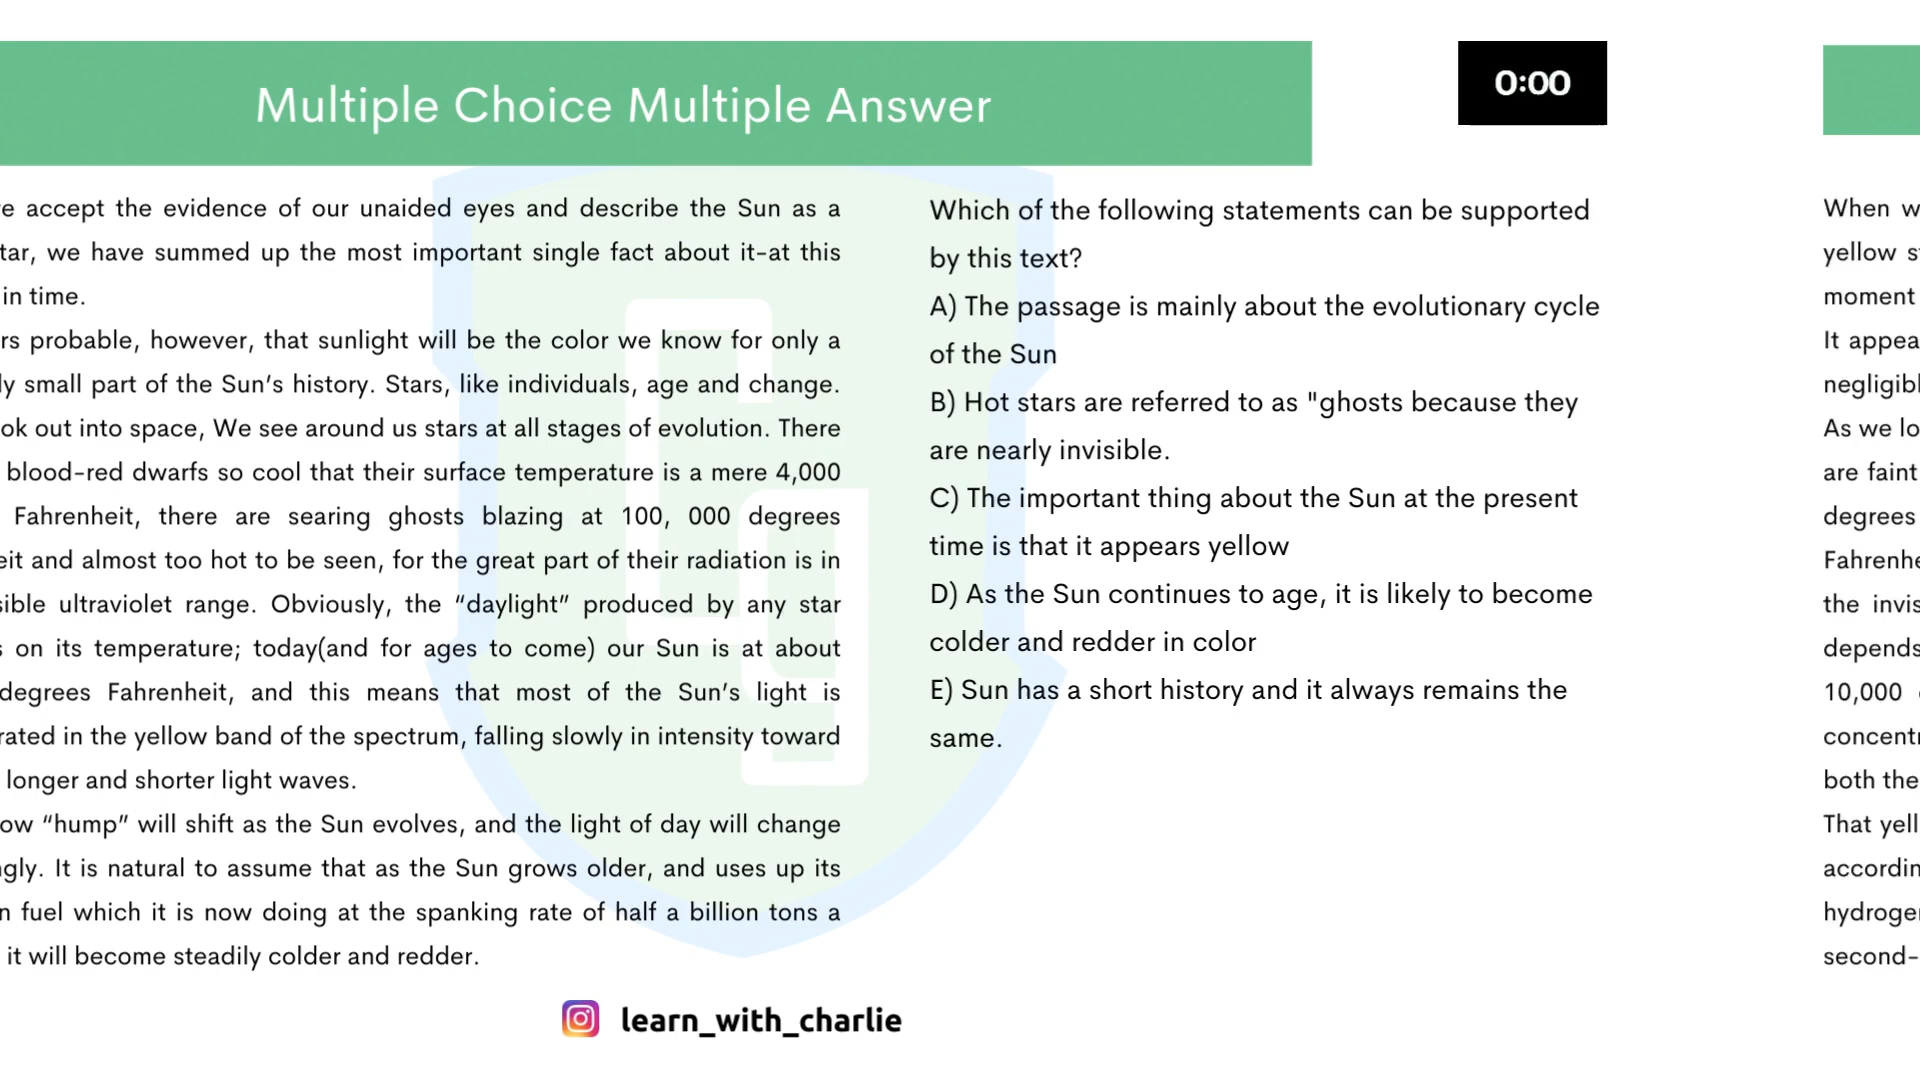 Multiple Choice Multiple Answer
0:00
re accept the evidence of our unaided eyes and describe the Sun as a
tar, we have summed up the most important single fact about it-at this
in time.
rs probable, however, that sunlight will be the color we know for only a
ly small part of the Sun's history. Stars, like individuals, age and change.
ok out into space, We see around us stars at all stages of evolution. There
blood-red dwarfs so cool that their surface temperature is a mere 4,000
Fahrenheit, there are searing ghosts blazing at 100, 000 degrees
eit and almost too hot to be seen, for the great part of their radiation is in
sible ultraviolet range. Obviously, the “daylight” produced by any star
s on its temperature; today(and for ages to come) our Sun is at about
degrees Fahrenheit, and this means that most of the Sun's light is
rated in the yellow band of the spectrum, falling slowly in intensity toward
longer and shorter light waves.
ow “hump” will shift as the Sun evolves, and the light of day will change
ngly. It is natural to assume that as the Sun grows older, and uses up its
n fuel which it is now doing at the spanking rate of half a billion tons a
it will become steadily colder and redder.
Which of the following statements can be supported
by this text?
A) The passage is mainly about the evolutionary cycle
of the Sun
B) Hot stars are referred to as "ghosts because they
are nearly invisible.
C) The important thing about the Sun at the present
time is that it appears yellow
D) As the Sun continues to age, it is likely to become
colder and redder in color
E) Sun has a short history and it always remains the
same.
When w
yellow s
moment
It appea
negligibl
As we lo
are faint
degrees
Fahrenhe
the invis
depends
10,000
concentr
both the
That yell
accordin
hydroger
second-
learn_with_charlie